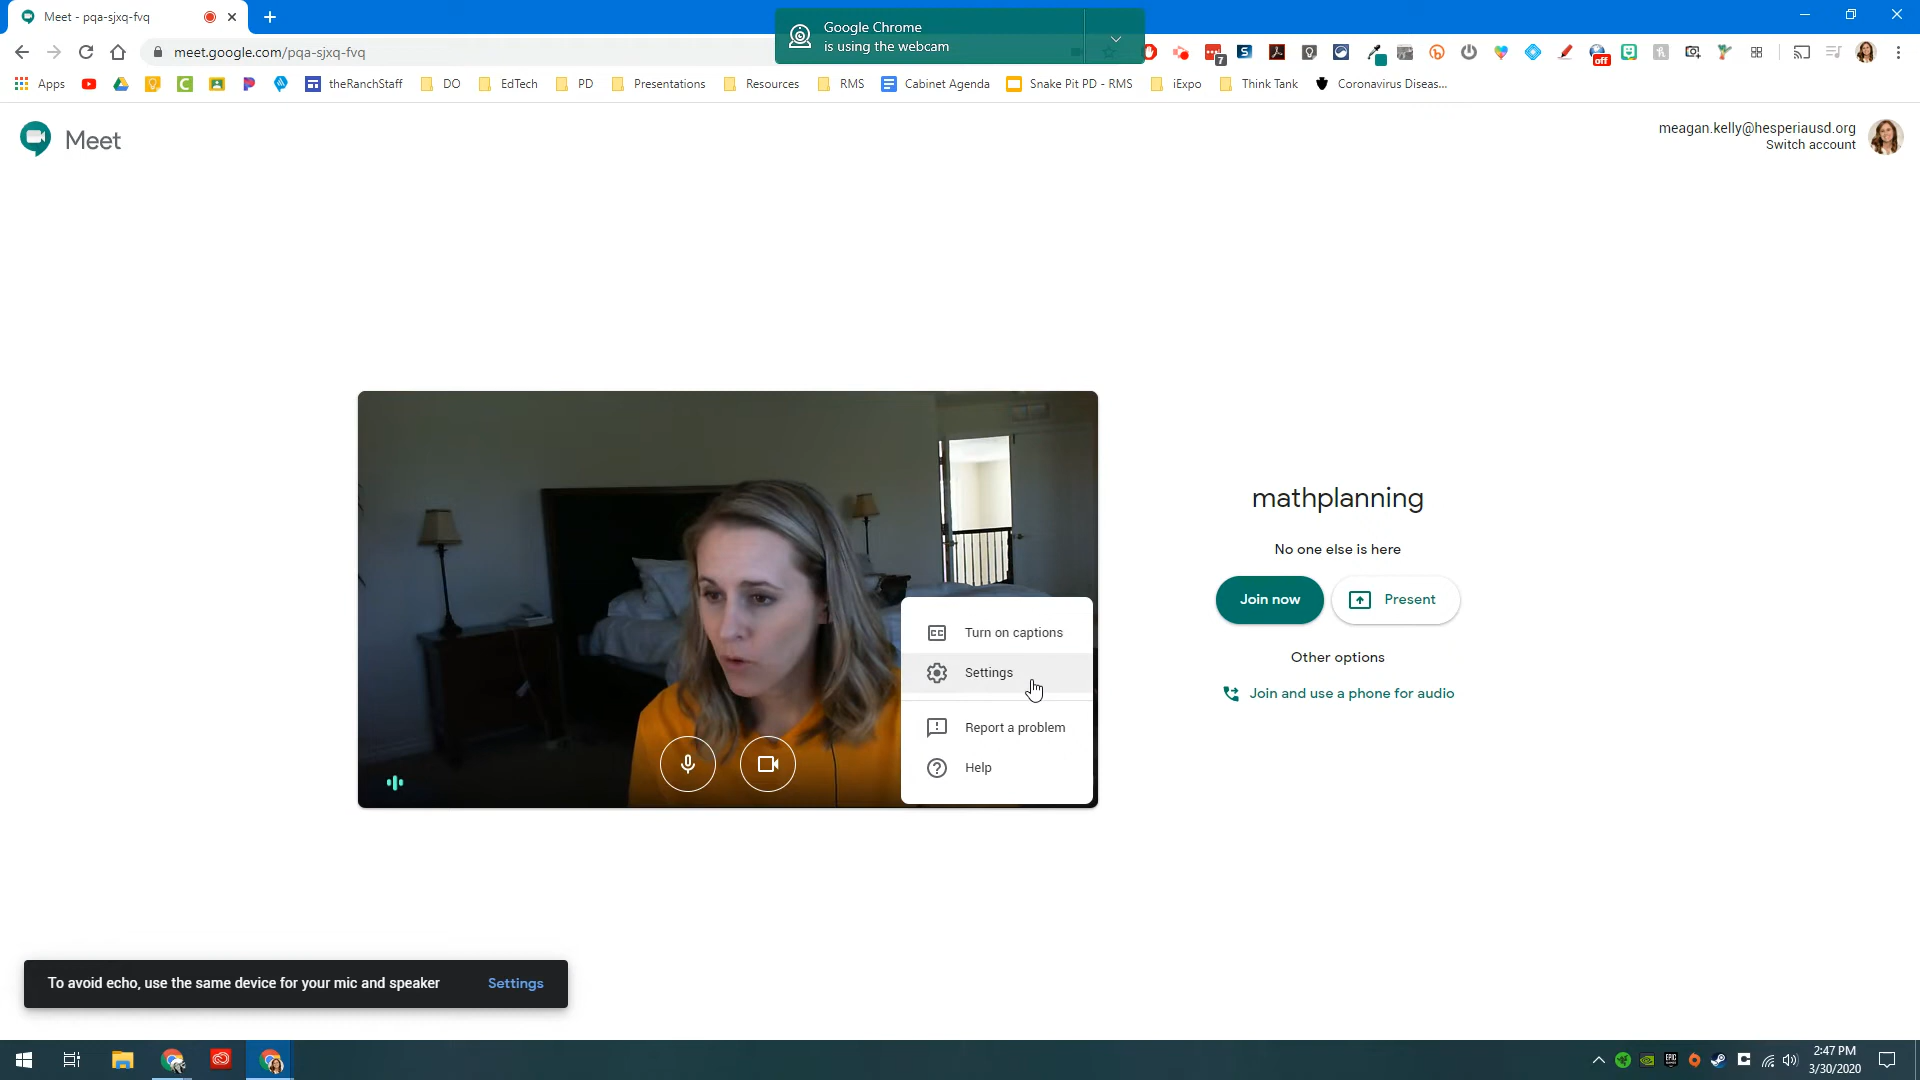 Meet - pqa-sjxq-fvq
Google Chrome
is using the webcam
meet.google.com/pqa-sjxq-fvq
7
off
Apps
theRanchStaff
DO
EdTech
PD
Presentations
Resources
RMS
Cabinet Agenda
Snake Pit PD - RMS
iExpo
Think Tank
Coronavirus Diseas...
Meet
meagan.kelly@hesperiausd.org
Switch account
mathplanning
No one else is here
Join now
Present
Other options
Join and use a phone for audio
CC Turn on captions
Settings
Report a problem
Help
To avoid echo, use the same device for your mic and speaker
Settings
EPIC
2:47 PM
3/30/2020